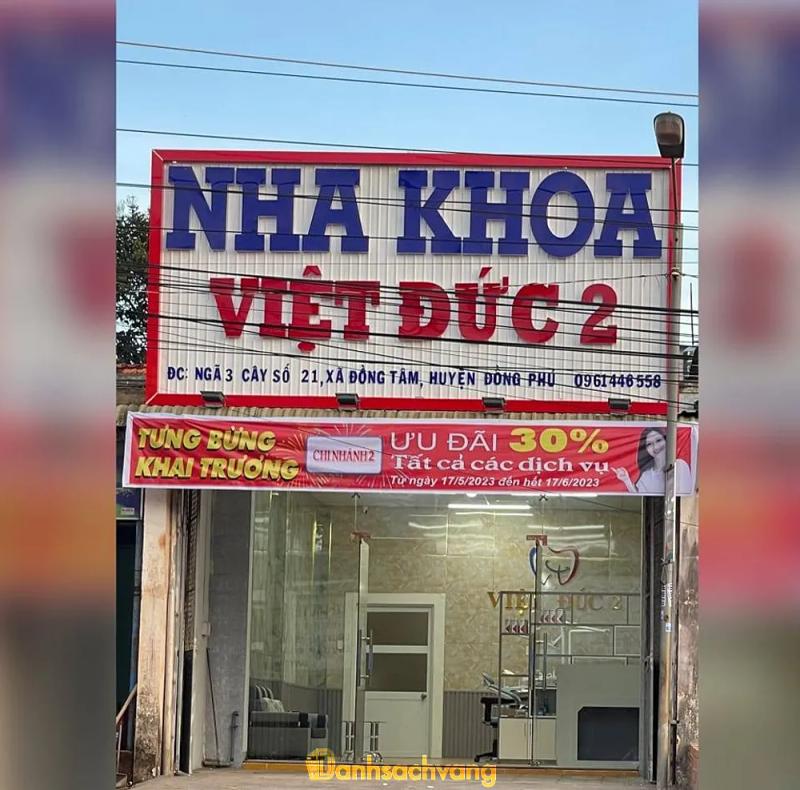 NHA KHOA
VIỆT ĐỨC 2
ĐC: NGÃ 3 CÂY SỐ 21, XÃ ĐỒNG TÂM, HUYỆN ĐỒNG PHÚ 0961446558
TƯNG BỪNG
KHAI TRƯƠNG
CHI NHÁNH 2
ƯU ĐÃI 30%
Tất cả các dịch vụ
Từ ngày 17/5/2023 đến hết 17/6/2023
VIỆT ĐỨC 2
Danhsachvang